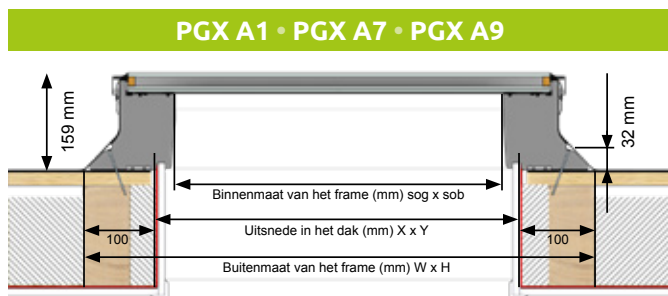 PGX A1 • PGX A7 • PGX A9
159 mm
32 mm
Binnenmaat van het frame (mm) sog x sob
100
Uitsnede in het dak (mm) X x Y
100
Buitenmaat van het frame (mm) W x H